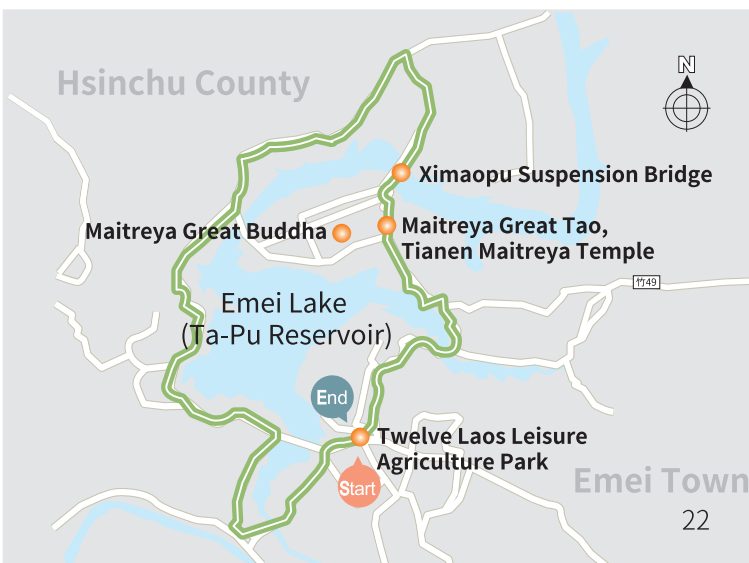 Hsinchu County
N
Ximaopu Suspension Bridge
Maitreya Great Buddha
Maitreya Great Tao,
Tianen Maitreya Temple
竹49
Emei Lake
(Ta-Pu Reservoir)
End
Twelve Laos Leisure
Agriculture Park
Start
Emei Town
22